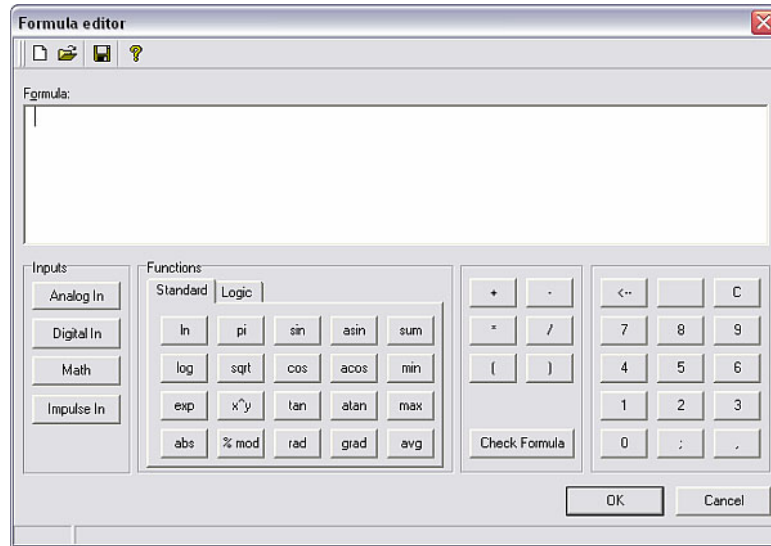 Formula editor
Formula:
Inputs
Analog In
Digital In
Math
Impulse In
Functions
Standard Logic
ln pi sin asin sum
log sqrt cos acos min
exp x^y tan atan max
abs % mod rad grad avg
+ -
* /
( )
Check Formula
<-- C
7 8 9
4 5 6
1 2 3
0 ; ,
OK Cancel